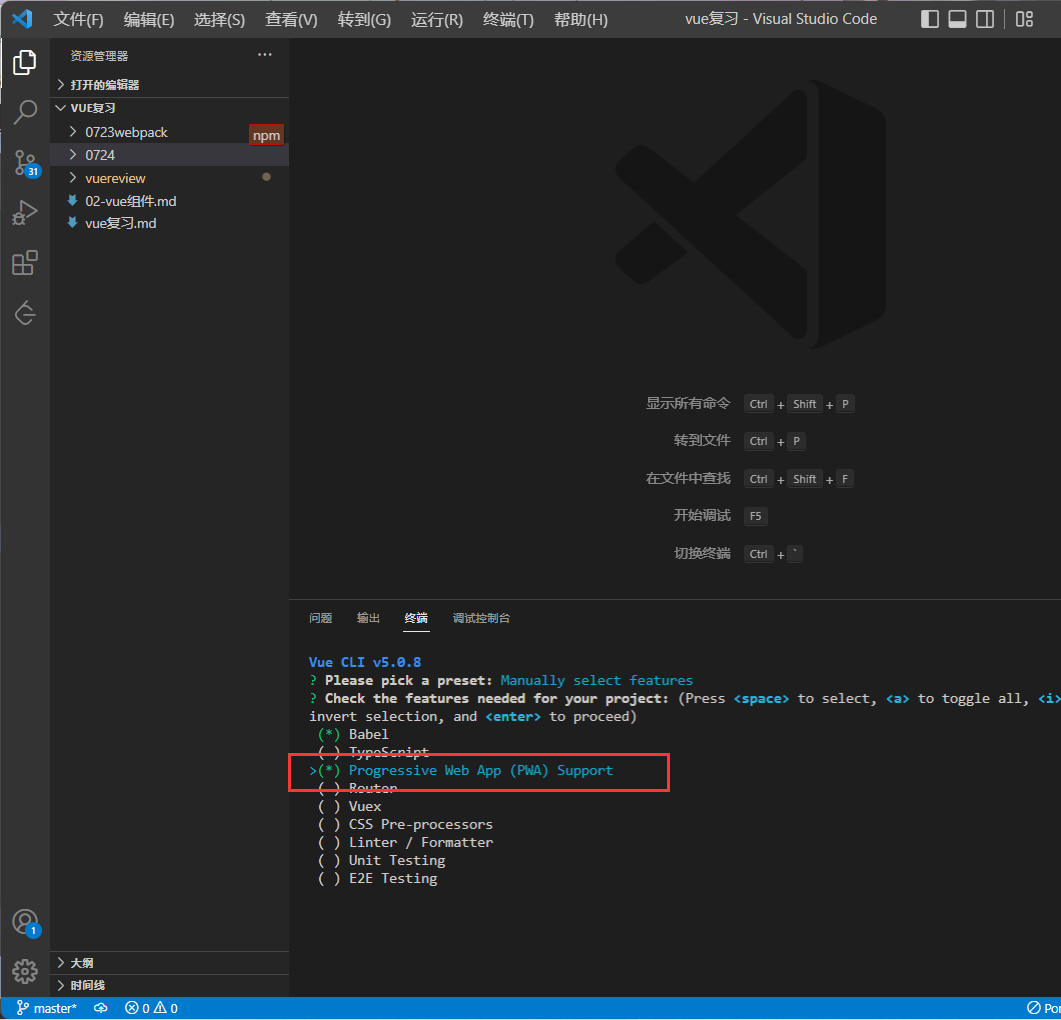 文件(F) 编辑(E) 选择(S) 查看(V) 转到(G) 运行(R) 终端(T) 帮助(H) vue复习 - Visual Studio Code
资源管理器
打开的编辑器
VUE复习
0723webpack
npm
0724
vuereview
02-vue组件.md
vue复习.md
31
显示所有命令 Ctrl + Shift + P
转到文件 Ctrl + P
在文件中查找 Ctrl + Shift + F
开始调试 F5
切换终端 Ctrl + `
问题 输出 终端 调试控制台
Vue CLI v5.0.8
? Please pick a preset: Manually select features
? Check the features needed for your project: (Press <space> to select, <a> to toggle all, <i>
invert selection, and <enter> to proceed)
(*) Babel
( ) TypeScript
>(*) Progressive Web App (PWA) Support
( ) Router
( ) Vuex
( ) CSS Pre-processors
( ) Linter / Formatter
( ) Unit Testing
( ) E2E Testing
1
大纲
时间线
master* 0 0